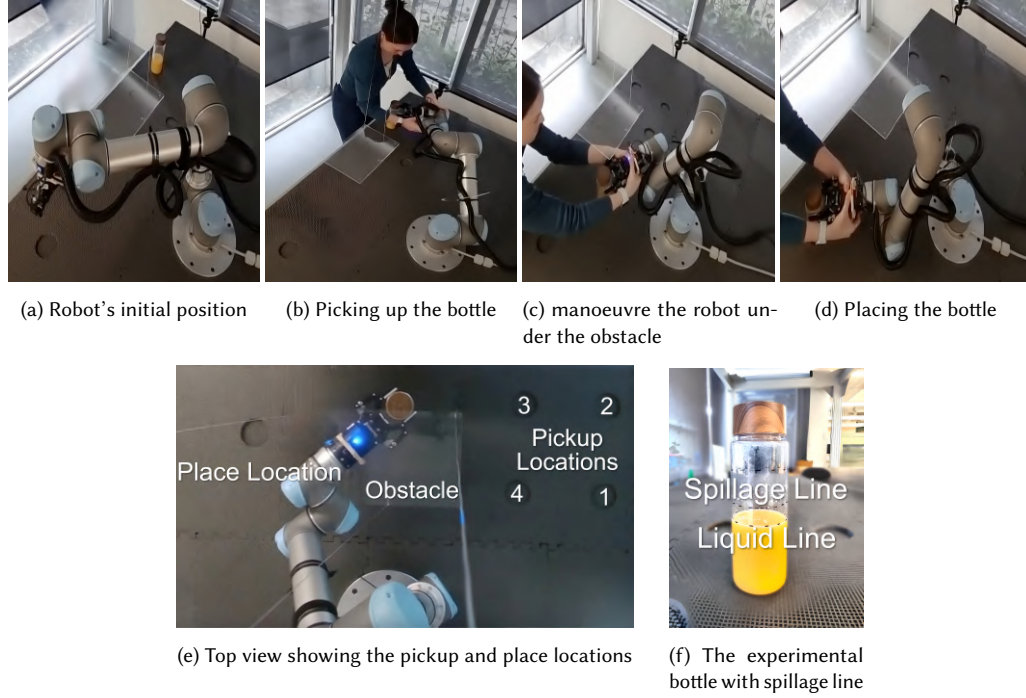 (a) Robot's initial position
(b) Picking up the bottle
(c) manoeuvre the robot un-
der the obstacle
(d) Placing the bottle
3
2
Pickup
Locations
Place Location
Obstacle
4
1
Spillage Line
Liquid Line
(e) Top view showing the pickup and place locations
(f) The experimental
bottle with spillage line